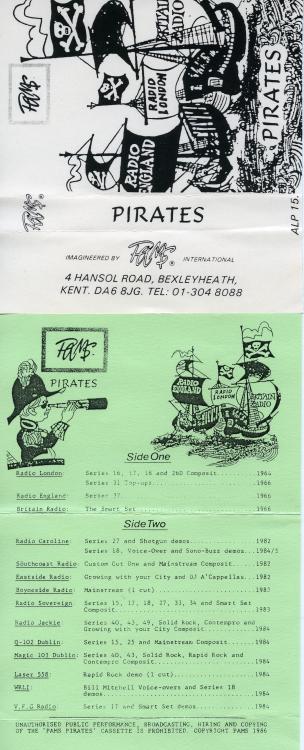 PAMS
RADIO ENGLAND
RADIO LONDON
BRITAIN RADIO
PIRATES
ALP 15.
PAMS
PIRATES
IMAGINEERED BY PAMS ® INTERNATIONAL
4 HANSOL ROAD, BEXLEYHEATH,
KENT. DA6 8JG. TEL: 01-304 8088
PAMS
PIRATES
RADIO ENGLAND
RADIO LONDON
BRITAIN RADIO
Side One
Radio London: Series 16, 17, 18 and 26D Composit 1964
Series 31 Top-ups 1966
Radio England: Series 27 1966
Britain Radio: The Smart Set 1966
Side Two
Radio Caroline: Series 27 and Shotgun demos 1982
Series 18, Voice-Over and Sono-Buzz demos 1984/5
Southcoast Radio: Custom Cut One and Mainstream Composit 1982
Eastside Radio: Growing with your City and DJ A'Cappellas 1982
Boyneside Radio: Mainstream (1 cut) 1983
Radio Sovereign: Series 15, 17, 18, 27, 33, 34 and Smart Set
Composit 1983
Radio Jackie: Series 40, 43, 49, Solid Rock, Contempro and
Growing with your City Composit 1984
Q-102 Dublin: Series 15, 25 and Mainstream Composit 1984
Magic 103 Dublin: Series 40, 43, Solid Rock, Rapid Rock and
Contempro Composit 1984
Laser 558: Rapid Rock demo (1 cut) 1984
WRLI: Bill Mitchell Voice-overs and Series 18
demos 1984
V.F.G Radio: Series 17 and Smart Set demos 1984
UNAUTHORISED PUBLIC PERFORMANCE, BROADCASTING, HIRING AND COPYING
OF THE 'PAMS PIRATES' CASSETTE IS PROHIBITED. COPYRIGHT PAMS 1986